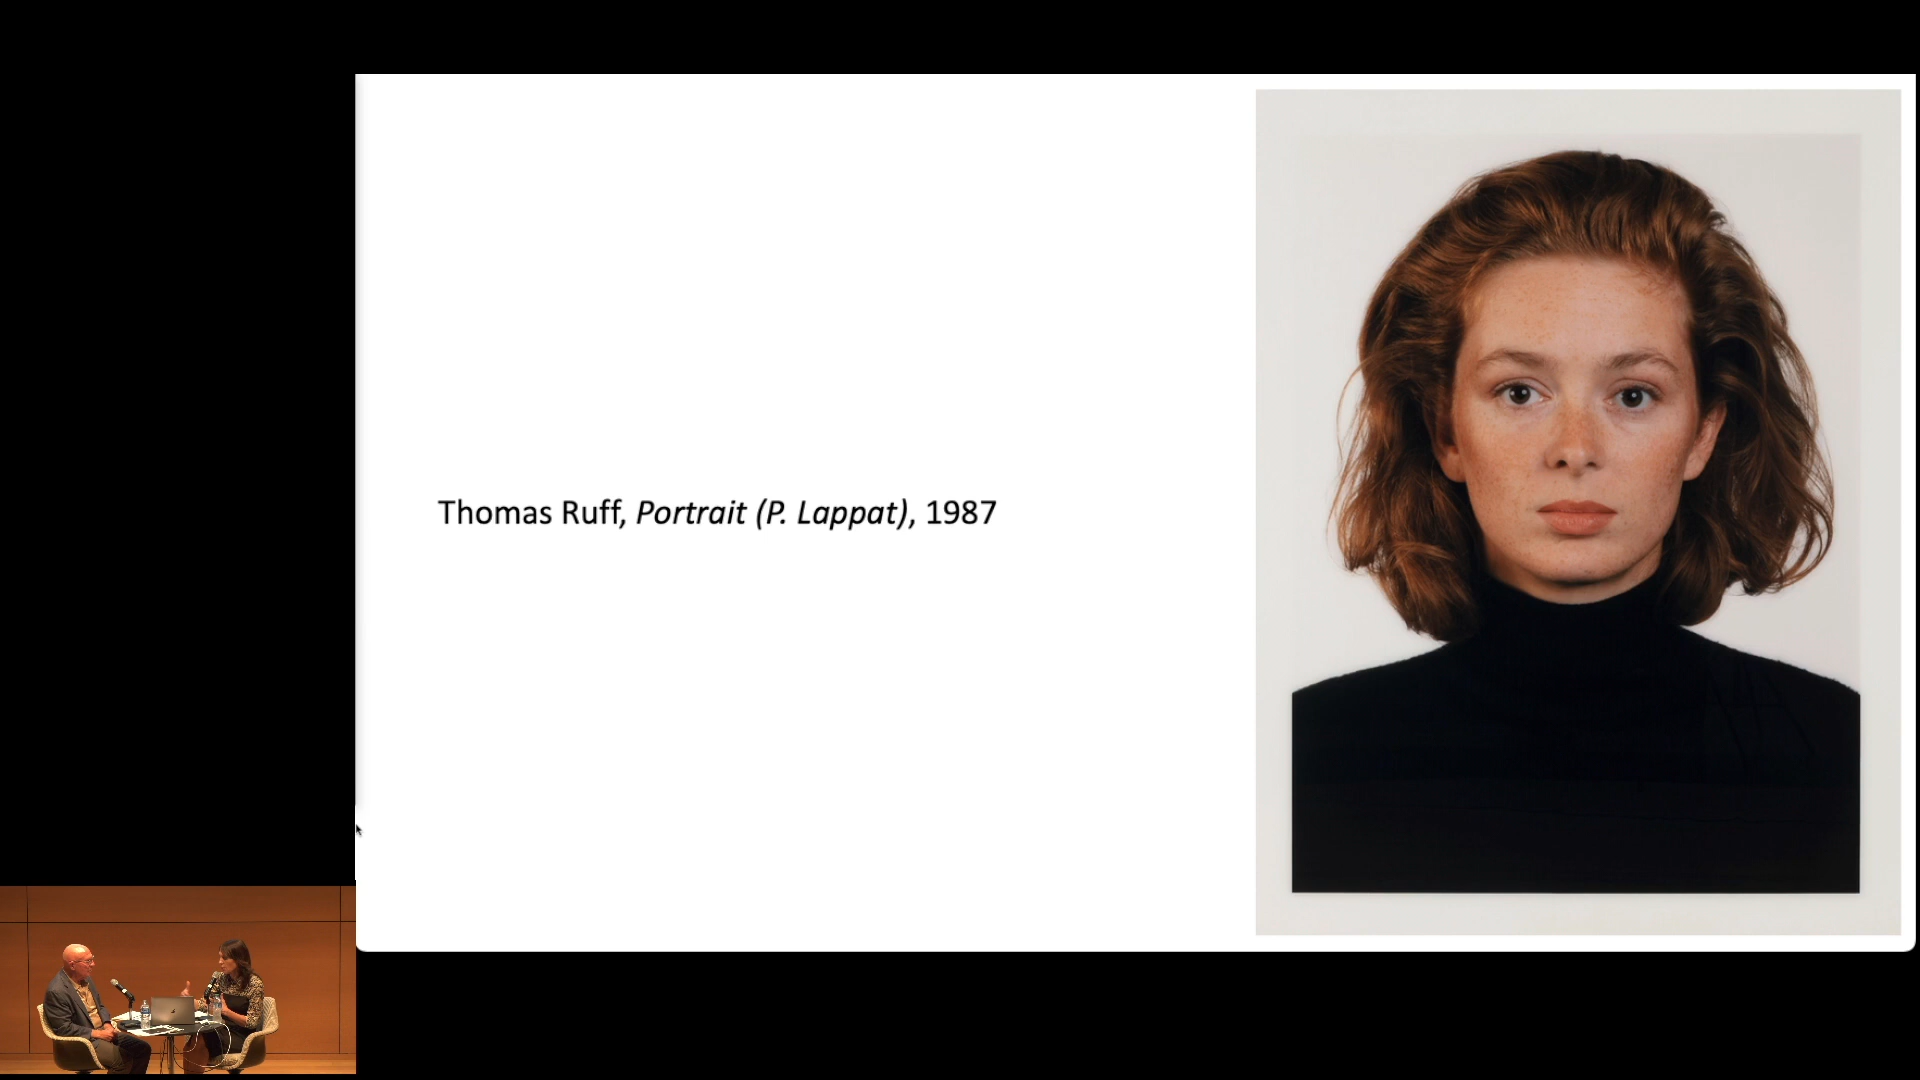 Thomas Ruff, Portrait (P. Lappat), 1987